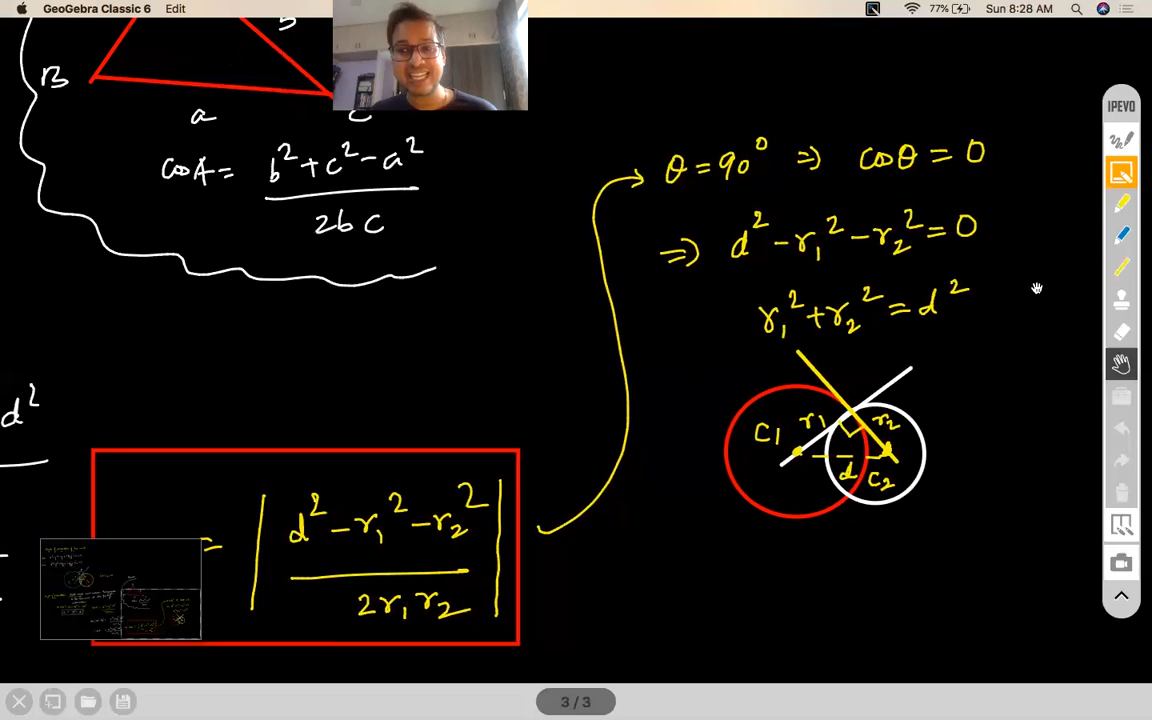 GeoGebra Classic 6 Edit
77%
Sun 8:28 AM
IPEVO
B
a
c
cosA = b² + c² - a² / 2bc
θ = 90° ⇒ cosθ = 0
⇒ d² - r₁² - r₂² = 0
r₁² + r₂² = d²
C₁ r₁ r₂
d C₂
d²
= | d² - r₁² - r₂² / 2r₁r₂ |
3 / 3